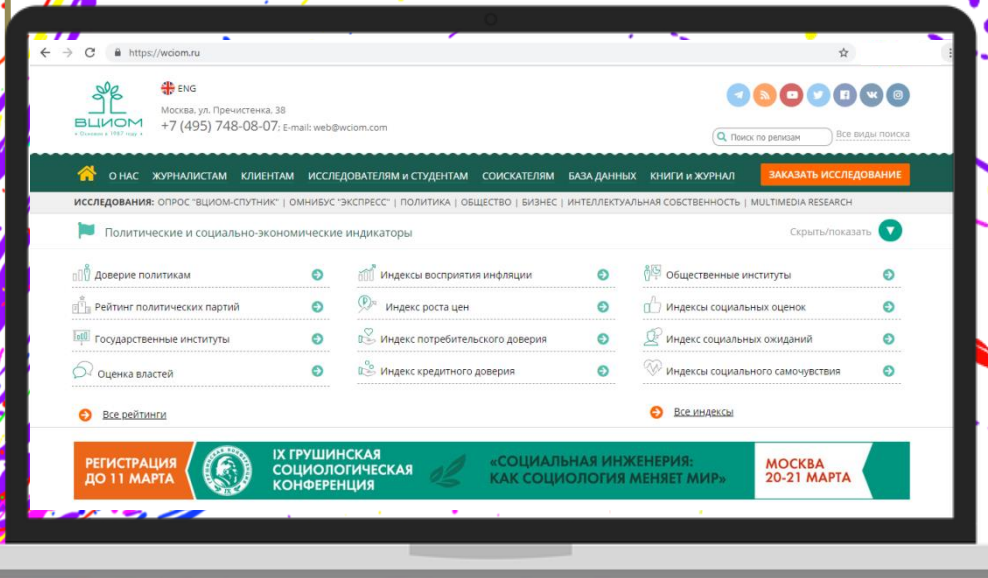 https://wciom.ru
ENG
Москва, ул. Пречистенка, 38
+7 (495) 748-08-07; E-mail: web@wciom.com
ВЦИОМ
• Основан в 1987 году •
Поиск по релизам
Все виды поиска
О НАС ЖУРНАЛИСТАМ КЛИЕНТАМ ИССЛЕДОВАТЕЛЯМ и СТУДЕНТАМ СОИСКАТЕЛЯМ БАЗА ДАННЫХ КНИГИ и ЖУРНАЛ ЗАКАЗАТЬ ИССЛЕДОВАНИЕ
ИССЛЕДОВАНИЯ: ОПРОС "ВЦИОМ-СПУТНИК" | ОМНИБУС "ЭКСПРЕСС" | ПОЛИТИКА | ОБЩЕСТВО | БИЗНЕС | ИНТЕЛЛЕКТУАЛЬНАЯ СОБСТВЕННОСТЬ | MULTIMEDIA RESEARCH
Политические и социально-экономические индикаторы
Скрыть/показать
Доверие политикам
Рейтинг политических партий
Государственные институты
Оценка властей
Все рейтинги
Индексы восприятия инфляции
Индекс роста цен
Индекс потребительского доверия
Индекс кредитного доверия
Общественные институты
Индексы социальных оценок
Индекс социальных ожиданий
Индексы социального самочувствия
Все индексы
РЕГИСТРАЦИЯ
ДО 11 МАРТА
IX ГРУШИНСКАЯ
СОЦИОЛОГИЧЕСКАЯ
КОНФЕРЕНЦИЯ
«СОЦИАЛЬНАЯ ИНЖЕНЕРИЯ:
КАК СОЦИОЛОГИЯ МЕНЯЕТ МИР»
МОСКВА
20-21 МАРТА